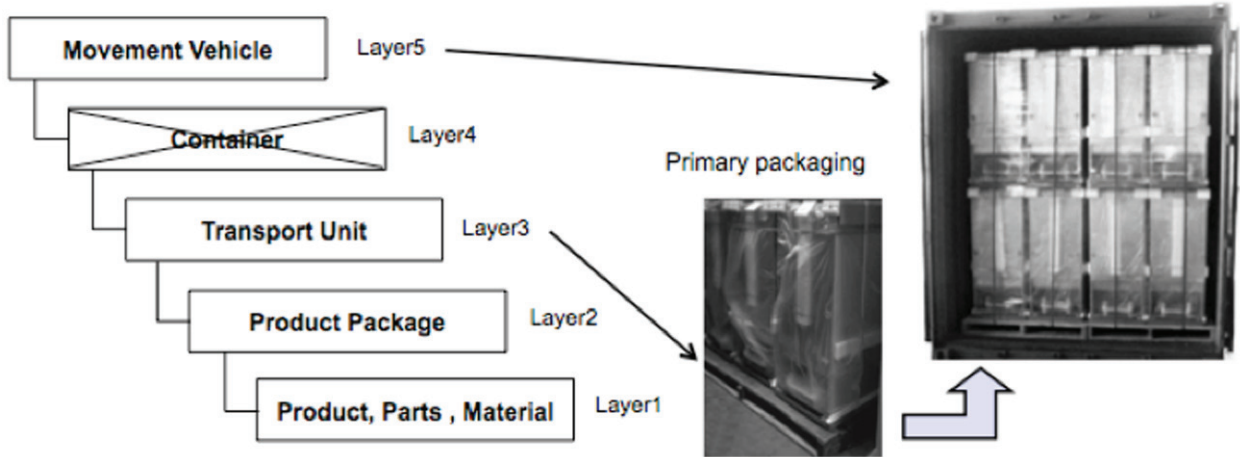 Movement Vehicle Layer5
Container Layer4
Primary packaging
Transport Unit Layer3
Product Package Layer2
Product, Parts , Material Layer1